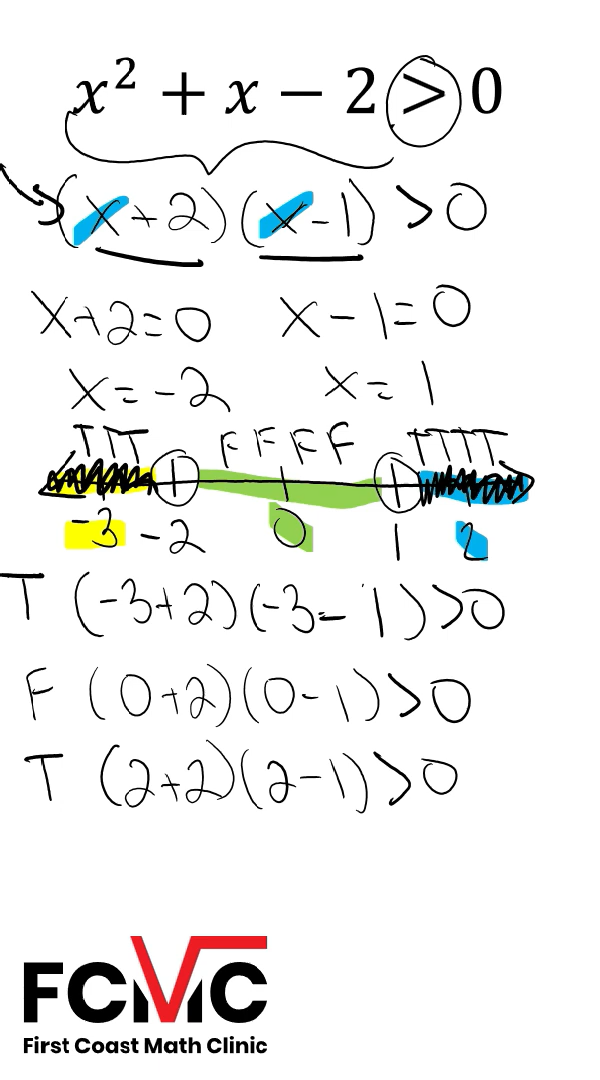 x² + x − 2 > 0
(x+2)(x-1) >0
x+2=0 x-1=0
x=-2 x=1
TTT FFFF TTTT
-3 -2 0 1 2
T (-3+2)(-3-1)>0
F (0+2)(0-1)>0
T (2+2)(2-1)>0
FCMC
First Coast Math Clinic